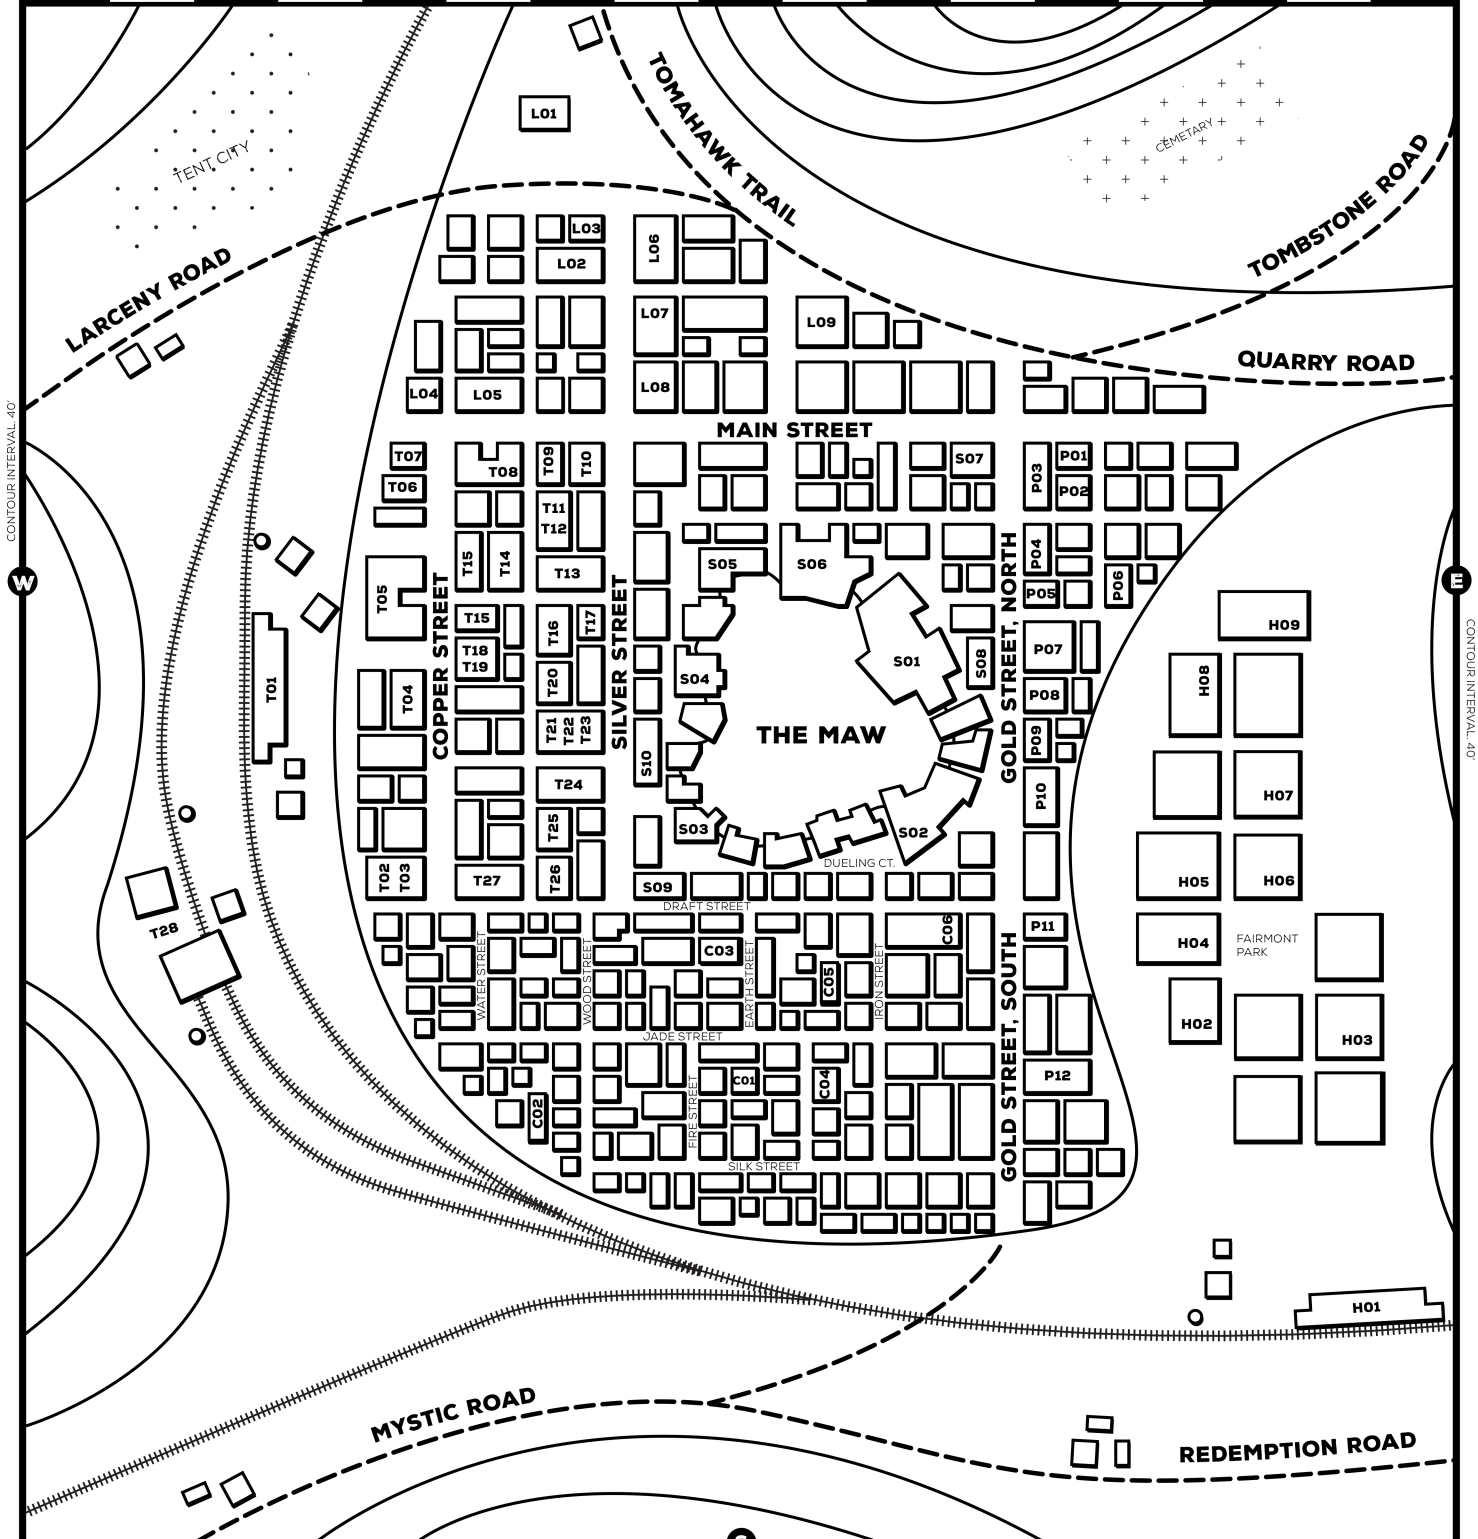 L01
TOMAHAWK TRAIL
CEMETARY
TENT CITY
TOMBSTONE ROAD
LARCENY ROAD
L03
L06
L02
L07
L09
QUARRY ROAD
L04
L05
L08
CONTOUR INTERVAL. 40'
MAIN STREET
T07
T08
T09
T10
S07
P03
P01
T06
P02
T11
T12
T15
T14
T13
S05
S06
P04
W
E
T05
P05
P06
COPPER STREET
SILVER STREET
GOLD STREET, NORTH
T15
T16
T17
H09
T18
T19
S01
S08
P07
CONTOUR INTERVAL. 40'
T01
T04
T20
S04
P08
H08
T21
T22
T23
THE MAW
P09
S10
T24
P10
H07
T25
S03
S02
DUELING CT.
T02
T03
T27
T26
S09
H05
H06
DRAFT STREET
T28
C06
P11
WATER STREET
WOOD STREET
C03
EARTH STREET
C05
IRON STREET
GOLD STREET, SOUTH
H04
FAIRMONT
PARK
H02
H03
JADE STREET
C01
C04
P12
C02
FIRE STREET
SILK STREET
H01
MYSTIC ROAD
REDEMPTION ROAD